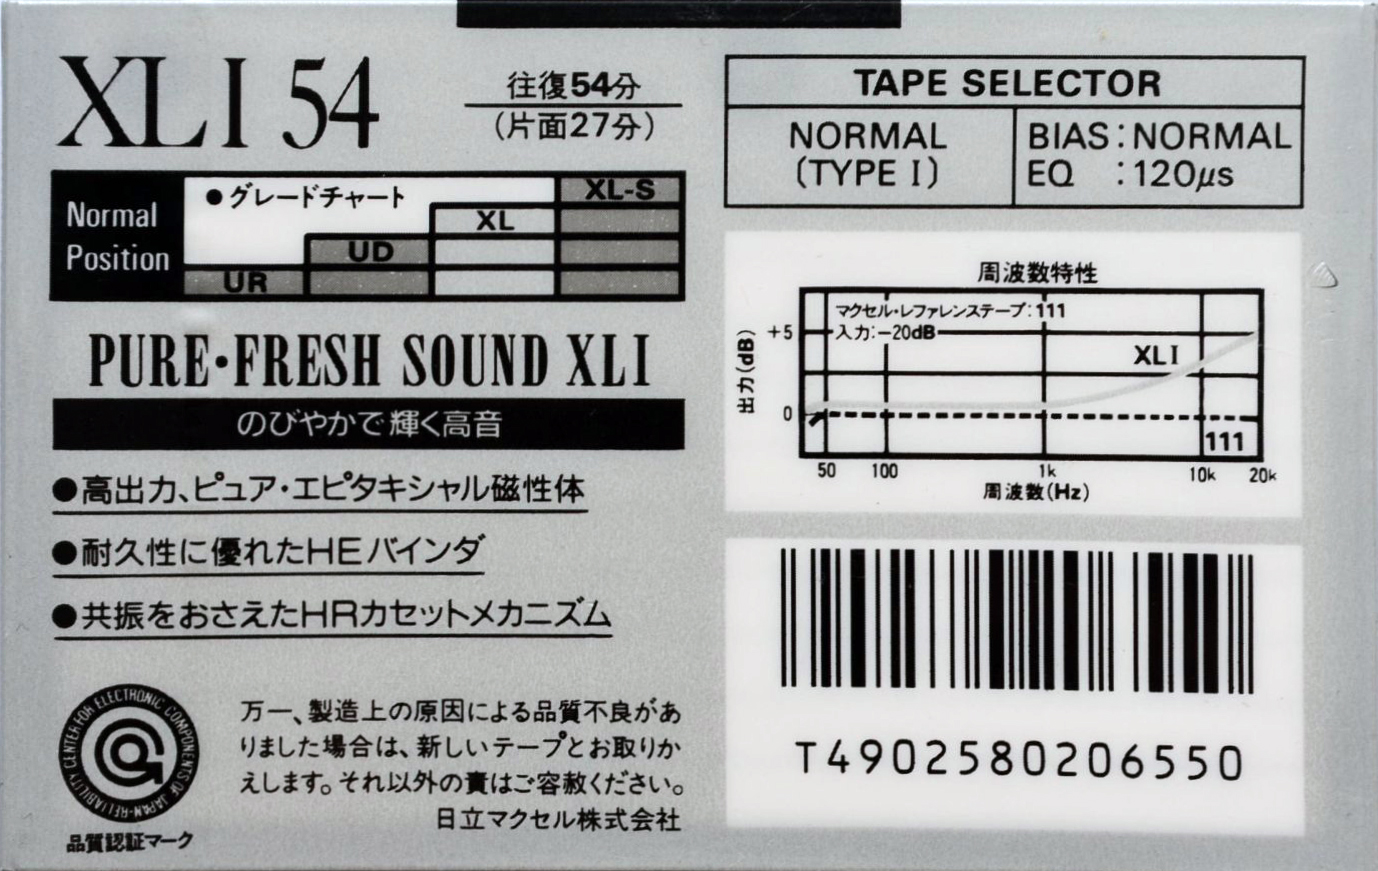 XLI 54
往復54分
(片面27分)
Normal
Position
●グレードチャート
XL-S
XL
UD
UR
PURE・FRESH SOUND XLI
のびやかで輝く高音
●高出力、ピュア・エピタキシャル磁性体
●耐久性に優れたHEバインダ
●共振をおさえたHRカセットメカニズム
RELIABILITY CENTER FOR ELECTRONIC COMPONENTS OF JAPAN
品質認証マーク
万一、製造上の原因による品質不良があ
りました場合は、新しいテープとお取りか
えします。それ以外の責はご容赦ください。
日立マクセル株式会社
TAPE SELECTOR
NORMAL
(TYPE I)
BIAS:NORMAL
EQ :120μs
周波数特性
マクセル・レファレンステープ:111
入力:−20dB
出力(dB)
+5
0
XLI
111
50 100 1k 10k 20k
周波数(Hz)
T4902580206550